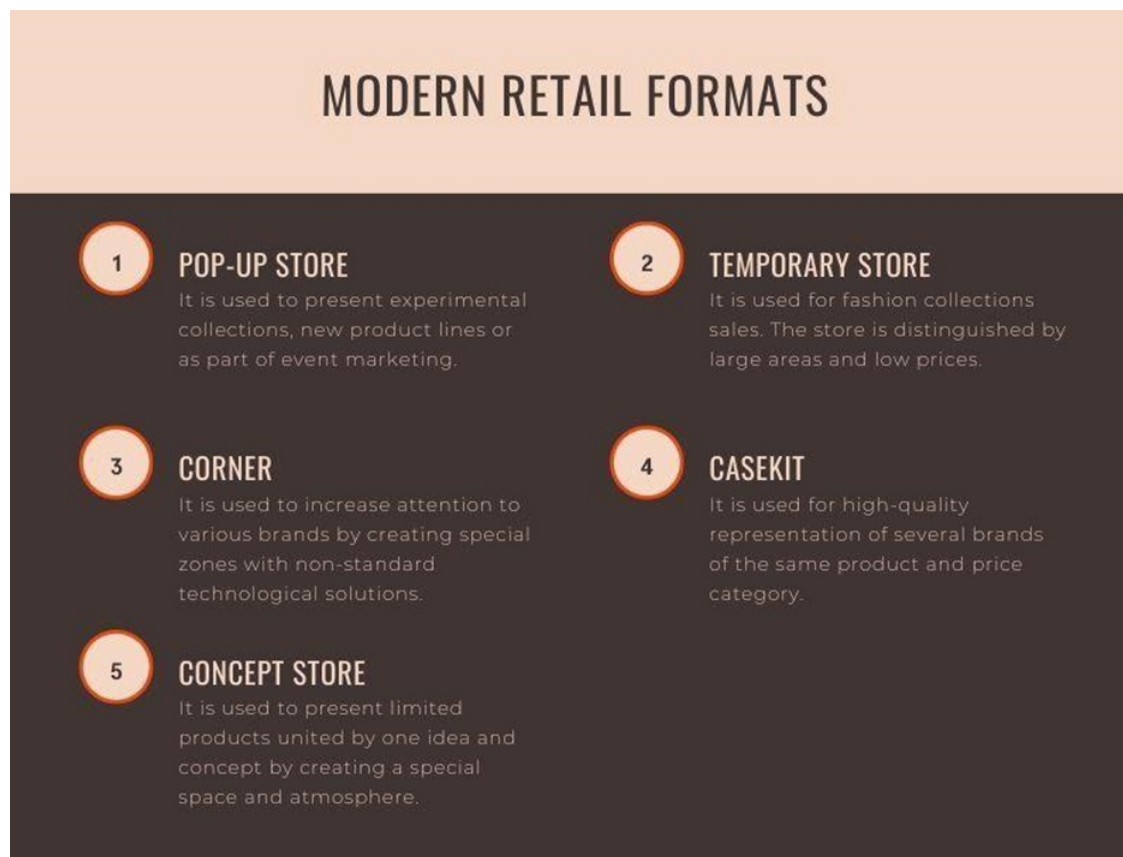 MODERN RETAIL FORMATS
1
POP-UP STORE
It is used to present experimental
collections, new product lines or
as part of event marketing.
2
TEMPORARY STORE
It is used for fashion collections
sales. The store is distinguished by
large areas and low prices.
3
CORNER
It is used to increase attention to
various brands by creating special
zones with non-standard
technological solutions.
4
CASEKIT
It is used for high-quality
representation of several brands
of the same product and price
category.
5
CONCEPT STORE
It is used to present limited
products united by one idea and
concept by creating a special
space and atmosphere.